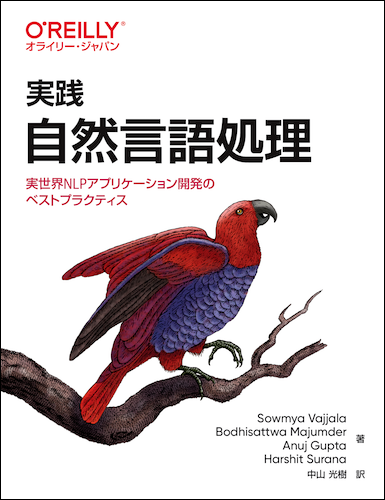 O'REILLY®
オライリー・ジャパン
実践
自然言語処理
実世界NLPアプリケーション開発の
ベストプラクティス
Sowmya Vajjala
Bodhisattwa Majumder
Anuj Gupta 著
Harshit Surana
中山 光樹 訳